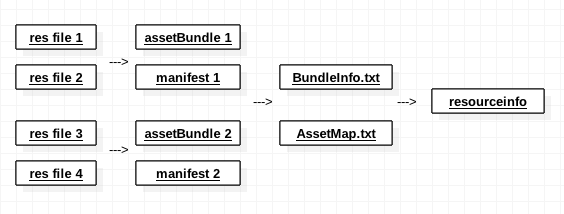 res file 1
assetBundle 1
--->
res file 2
manifest 1
BundleInfo.txt
--->
--->
resourceinfo
res file 3
assetBundle 2
AssetMap.txt
--->
res file 4
manifest 2